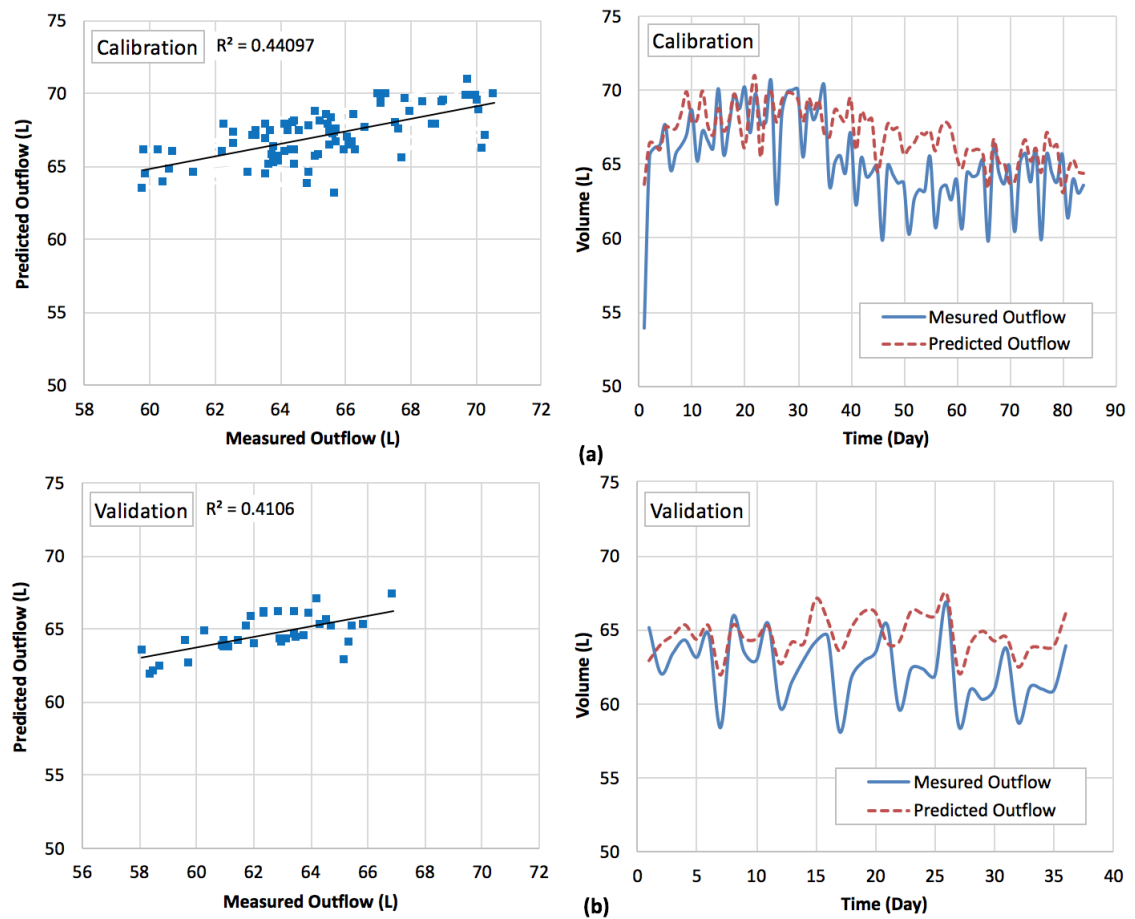 Calibration
R² = 0.44097
Predicted Outflow (L)
75
70
65
60
55
50
58 60 62 64 66 68 70 72
Measured Outflow (L)
Calibration
Volume (L)
75
70
65
60
55
50
Mesured Outflow
Predicted Outflow
0 10 20 30 40 50 60 70 80 90
Time (Day)
(a)
Validation
R² = 0.4106
Predicted Outflow (L)
75
70
65
60
55
50
56 58 60 62 64 66 68 70 72
Measured Outflow (L)
Validation
Volume (L)
75
70
65
60
55
50
Mesured Outflow
Predicted Outflow
0 5 10 15 20 25 30 35 40
Time (Day)
(b)